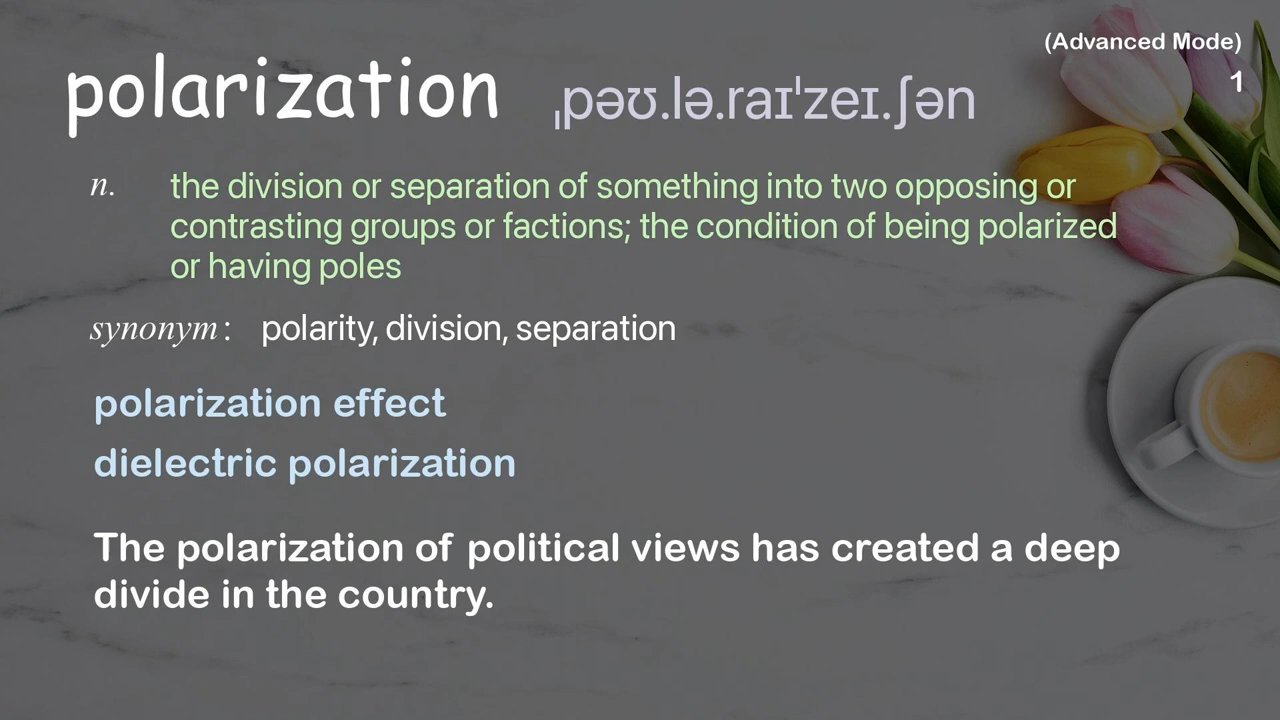 (Advanced Mode)
1
polarization ˌpəʊ.lə.raɪˈzeɪ.ʃən
n. the division or separation of something into two opposing or
contrasting groups or factions; the condition of being polarized
or having poles
synonym: polarity, division, separation
polarization effect
dielectric polarization
The polarization of political views has created a deep
divide in the country.